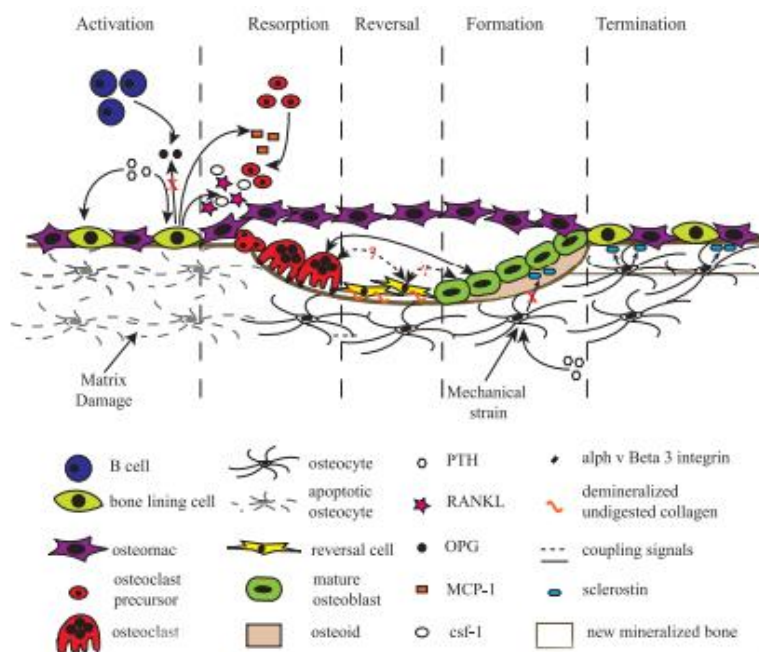 Activation
Resorption
Reversal
Formation
Termination
?
?
Matrix
Damage
Mechanical
strain
B cell
osteocyte
PTH
alph v Beta 3 integrin
bone lining cell
apoptotic
osteocyte
RANKL
demineralized
undigested collagen
osteomac
reversal cell
OPG
coupling signals
osteoclast
precursor
mature
osteoblast
MCP-1
sclerostin
osteoclast
osteoid
csf-1
new mineralized bone